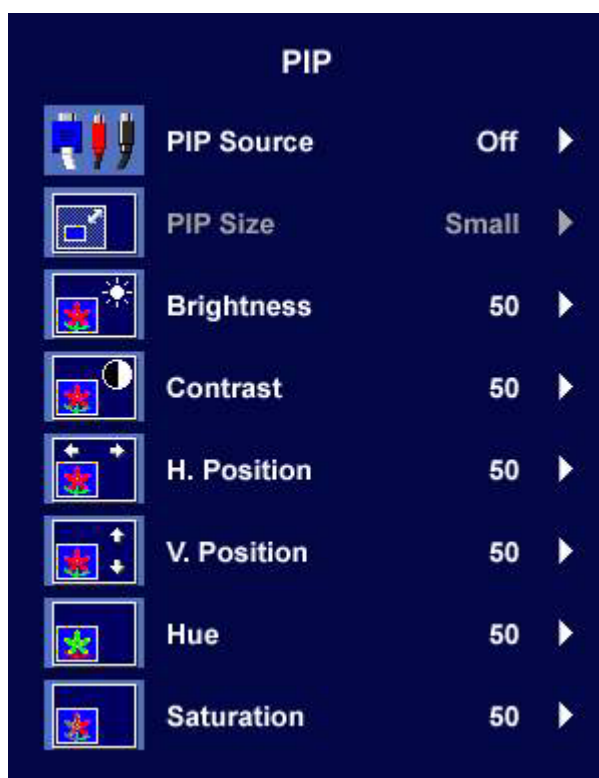 PIP
PIP Source Off
PIP Size Small
Brightness 50
Contrast 50
H. Position 50
V. Position 50
Hue 50
Saturation 50